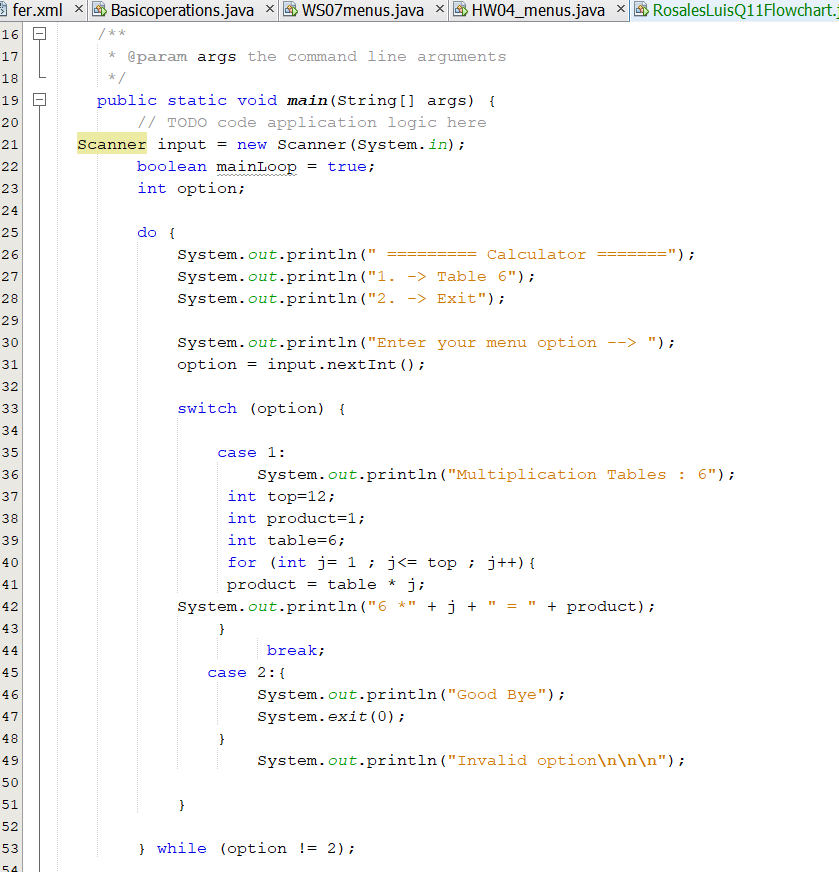 fer.xml × Basicoperations.java × WS07menus.java × HW04_menus.java × RosalesLuisQ11Flowchart.j
16 /**
17 * @param args the command line arguments
18 */
19 public static void main(String[] args) {
20 // TODO code application logic here
21 Scanner input = new Scanner(System.in);
22 boolean mainLoop = true;
23 int option;
24
25 do {
26 System.out.println(" ========= Calculator =======");
27 System.out.println("1. -> Table 6");
28 System.out.println("2. -> Exit");
29
30 System.out.println("Enter your menu option --> ");
31 option = input.nextInt();
32
33 switch (option) {
34
35 case 1:
36 System.out.println("Multiplication Tables : 6");
37 int top=12;
38 int product=1;
39 int table=6;
40 for (int j= 1 ; j<= top ; j++){
41 product = table * j;
42 System.out.println("6 *" + j + " = " + product);
43 }
44 break;
45 case 2:{
46 System.out.println("Good Bye");
47 System.exit(0);
48 }
49 System.out.println("Invalid option\n\n\n");
50
51 }
52
53 } while (option != 2);
54